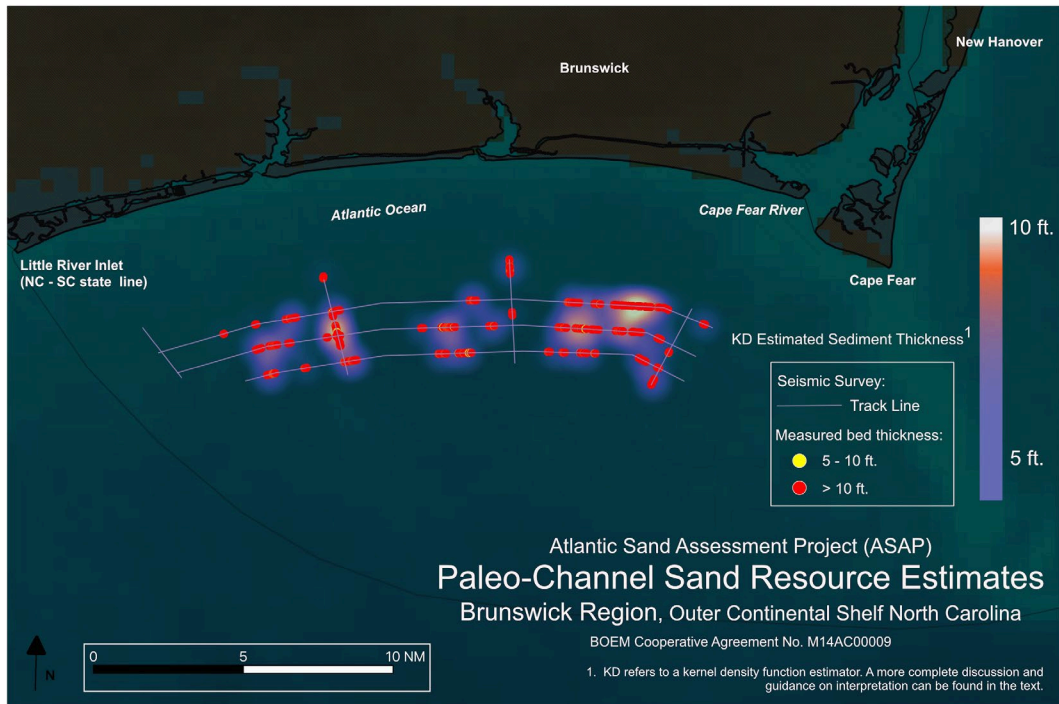 New Hanover
Brunswick
Atlantic Ocean
Cape Fear River
Little River Inlet
(NC - SC state line)
Cape Fear
10 ft.
KD Estimated Sediment Thickness1
Seismic Survey:
Track Line
Measured bed thickness:
5 - 10 ft.
> 10 ft.
5 ft.
Atlantic Sand Assessment Project (ASAP)
Paleo-Channel Sand Resource Estimates
Brunswick Region, Outer Continental Shelf North Carolina
BOEM Cooperative Agreement No. M14AC00009
0 5 10 NM
N
1. KD refers to a kernel density function estimator. A more complete discussion and
guidance on interpretation can be found in the text.